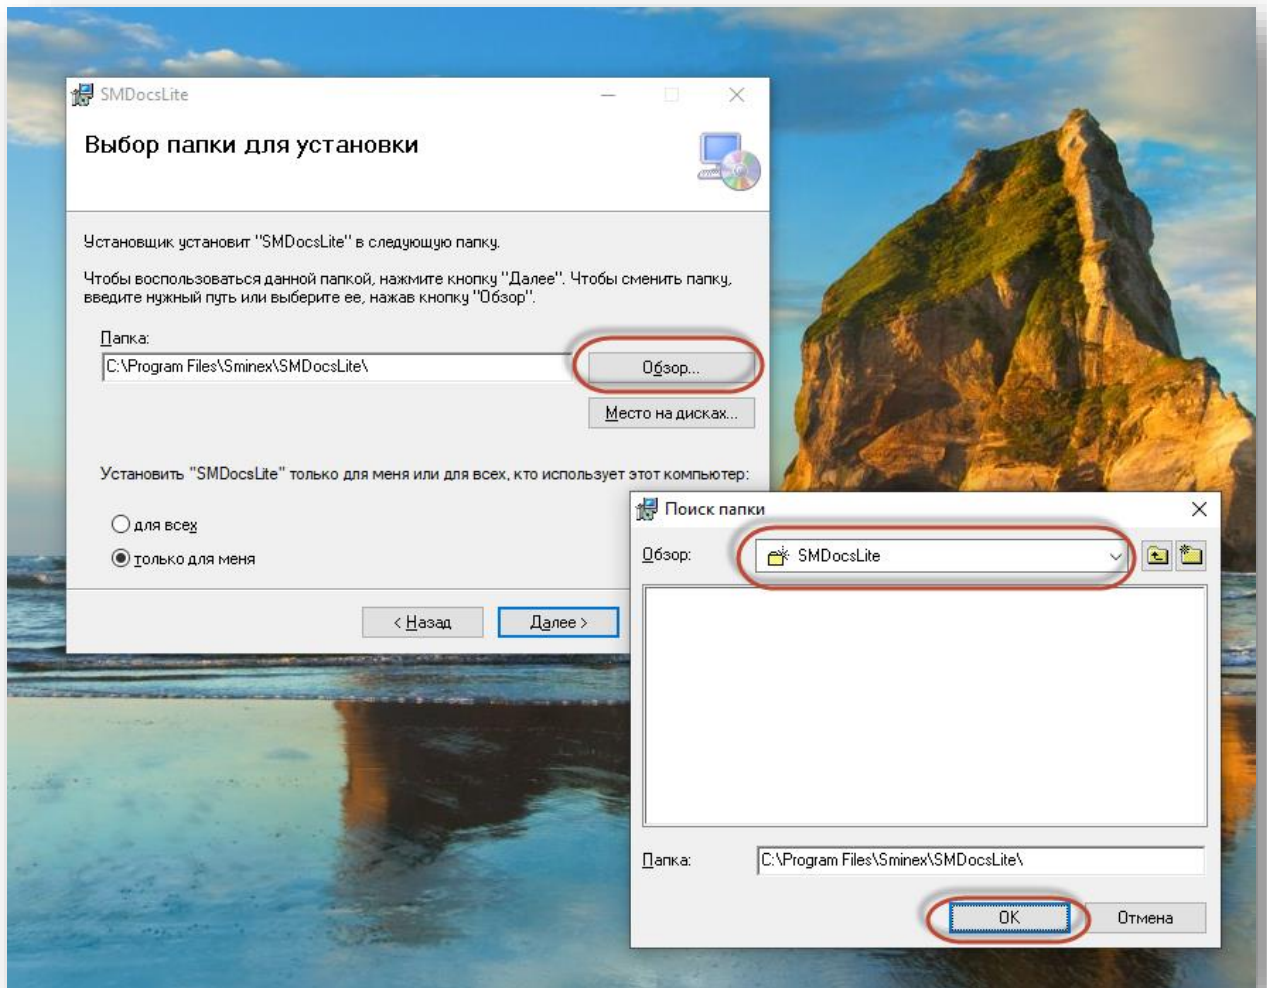 SMDocsLite
Выбор папки для установки
Установщик установит "SMDocsLite" в следующую папку.
Чтобы воспользоваться данной папкой, нажмите кнопку "Далее". Чтобы сменить папку,
введите нужный путь или выберите ее, нажав кнопку "Обзор".
Папка:
C:\Program Files\Sminex\SMDocsLite\
Обзор...
Место на дисках...
Установить "SMDocsLite" только для меня или для всех, кто использует этот компьютер:
для всех
только для меня
< Назад
Далее >
Поиск папки
Обзор:
SMDocsLite
Папка:
C:\Program Files\Sminex\SMDocsLite\
OK
Отмена